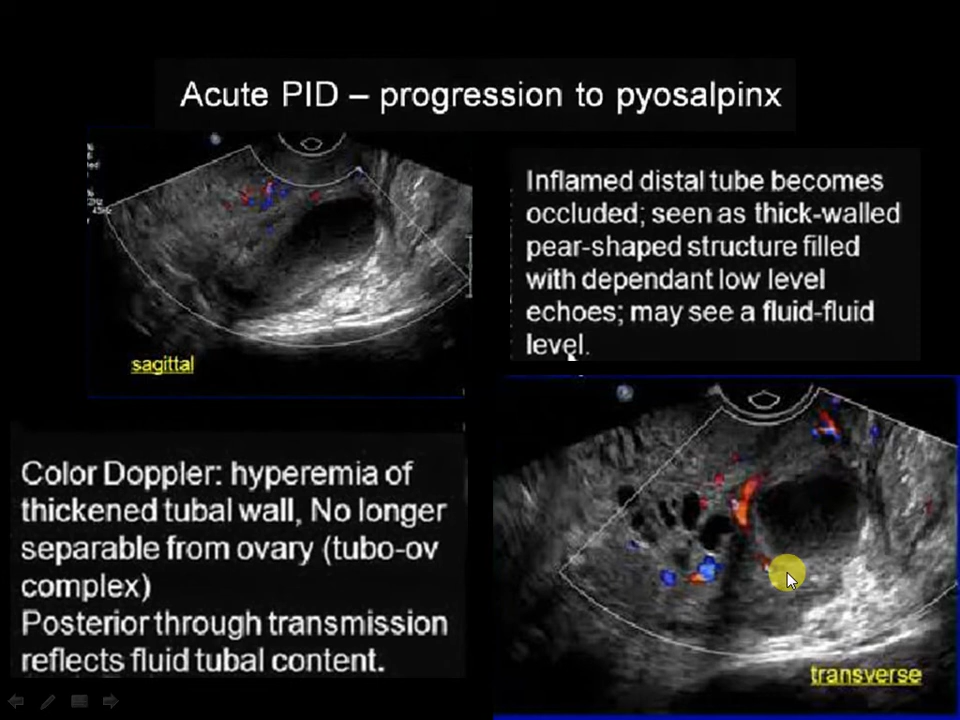 Acute PID – progression to pyosalpinx
Inflamed distal tube becomes
occluded; seen as thick-walled
pear-shaped structure filled
with dependant low level
echoes; may see a fluid-fluid
level.
sagittal
Color Doppler: hyperemia of
thickened tubal wall, No longer
separable from ovary (tubo-ov
complex)
Posterior through transmission
reflects fluid tubal content.
transverse